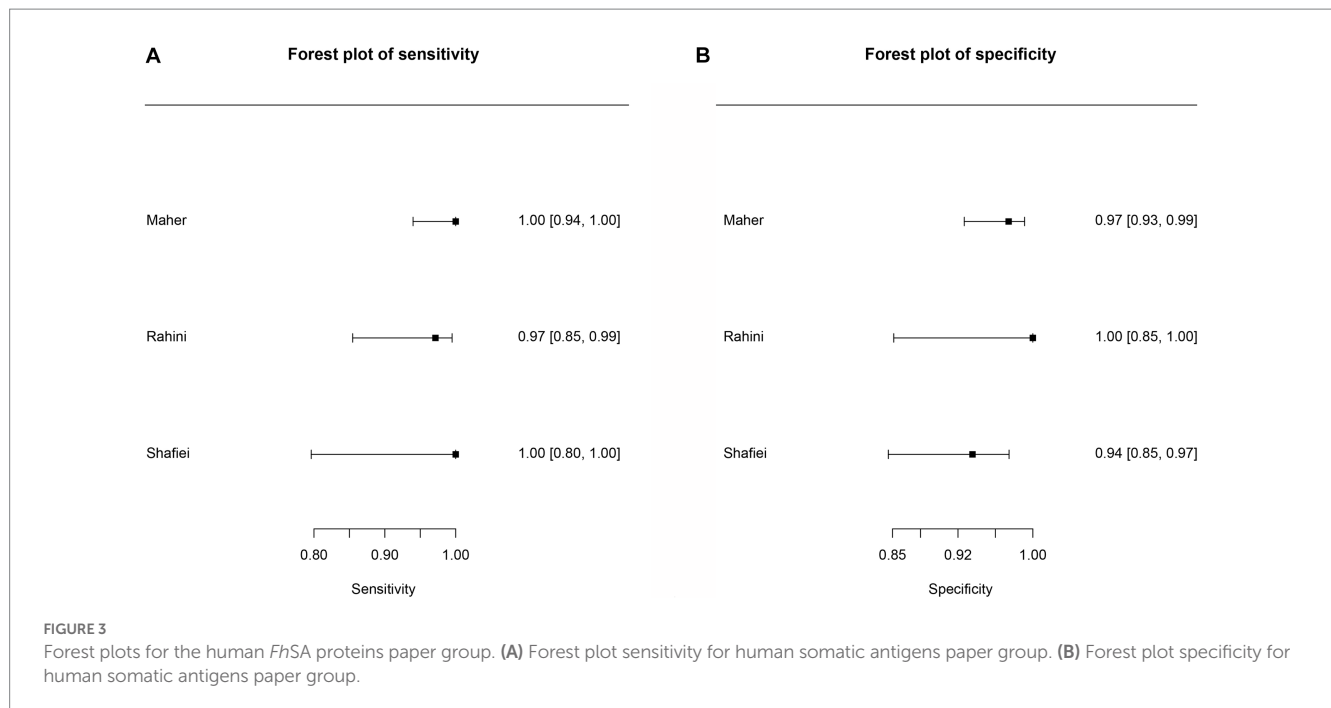 A
Forest plot of sensitivity
Maher
1.00 [0.94, 1.00]
Rahini
0.97 [0.85, 0.99]
Shafiei
1.00 [0.80, 1.00]
0.80 0.90 1.00
Sensitivity
B
Forest plot of specificity
Maher
0.97 [0.93, 0.99]
Rahini
1.00 [0.85, 1.00]
Shafiei
0.94 [0.85, 0.97]
0.85 0.92 1.00
Specificity
FIGURE 3
Forest plots for the human FhSA proteins paper group. (A) Forest plot sensitivity for human somatic antigens paper group. (B) Forest plot specificity for
human somatic antigens paper group.